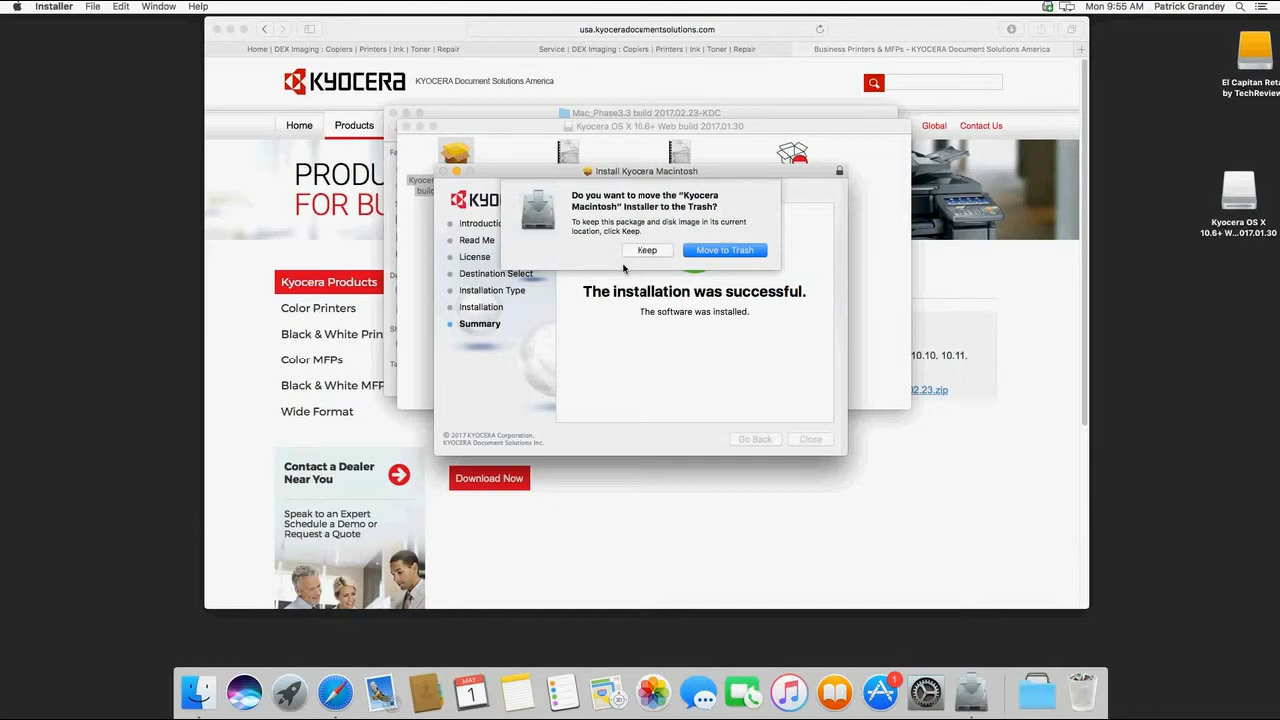 Installer File Edit Window Help
Mon 9:55 AM Patrick Grandey
usa.kyoceradocumentsolutions.com
Home | DEX Imaging : Copiers | Printers | Ink | Toner | Repair
Service | DEX Imaging : Copiers | Printers | Ink | Toner | Repair
Business Printers & MFPs - KYOCERA Document Solutions America
KYOCERA
KYOCERA Document Solutions America
Home
Products
Global
Contact Us
Mac_Phase3.3 build 2017.02.23-KDC
Kyocera OS X 10.6+ Web build 2017.01.30
Install Kyocera Macintosh
PRODU
FOR BU
Kyocera Products
Color Printers
Black & White Prin
Color MFPs
Black & White MFP
Wide Format
Kyocer
build
KYO
Introductio
Read Me
License
Destination Select
Installation Type
Installation
Summary
Do you want to move the “Kyocera
Macintosh” Installer to the Trash?
To keep this package and disk image in its current
location, click Keep.
Keep
Move to Trash
The installation was successful.
The software was installed.
© 2017 KYOCERA Corporation,
KYOCERA Document Solutions Inc.
Go Back
Close
10.10, 10.11.
02.23.zip
Contact a Dealer
Near You
Speak to an Expert
Schedule a Demo or
Request a Quote
Download Now
El Capitan Reta
by TechReview
Kyocera OS X
10.6+ W...017.01.30
MAY
1
30
1